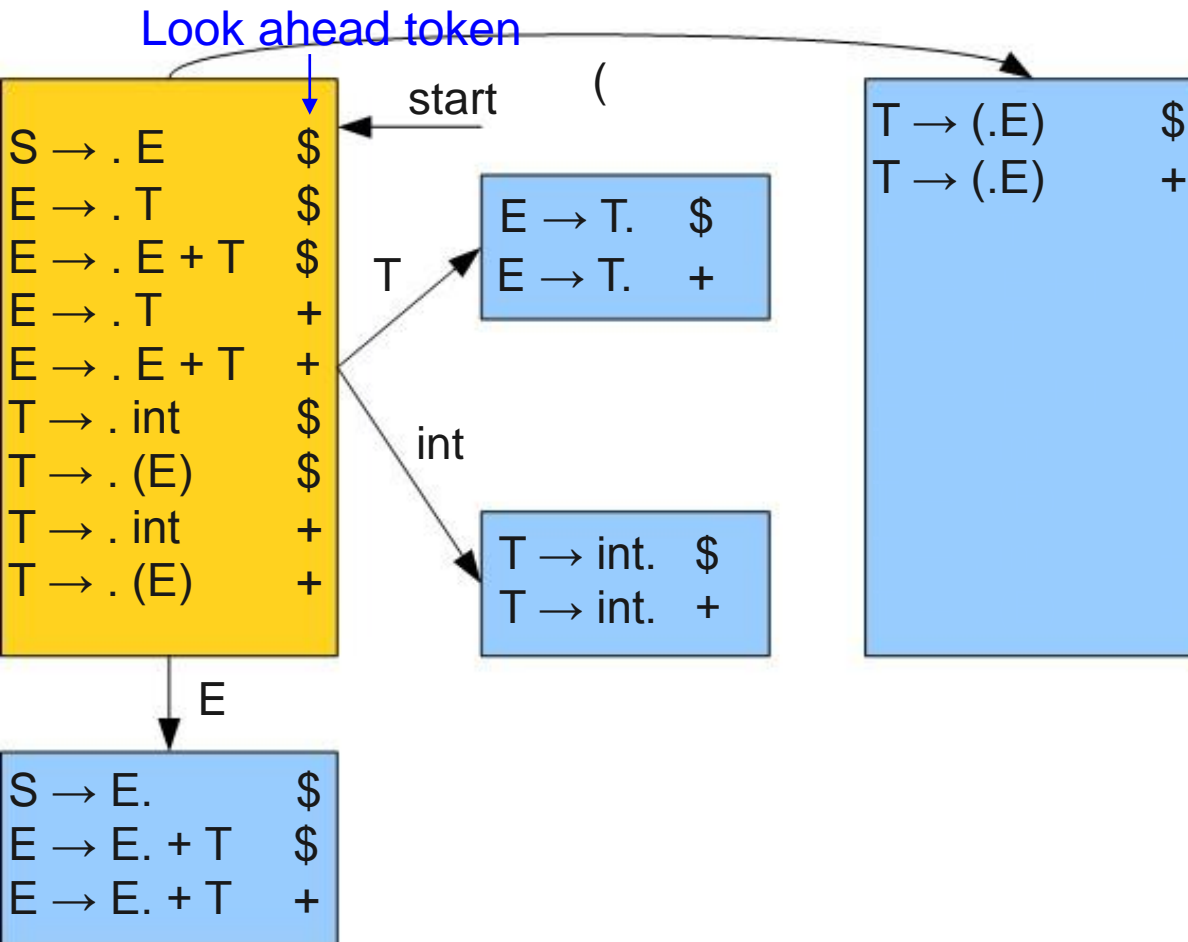 Look ahead token
start
(
S → . E $
E → . T $
E → . E + T $
E → . T +
E → . E + T +
T → . int $
T → . (E) $
T → . int +
T → . (E) +
T
E → T. $
E → T. +
int
T → int. $
T → int. +
T → (.E) $
T → (.E) +
E
S → E. $
E → E. + T $
E → E. + T +